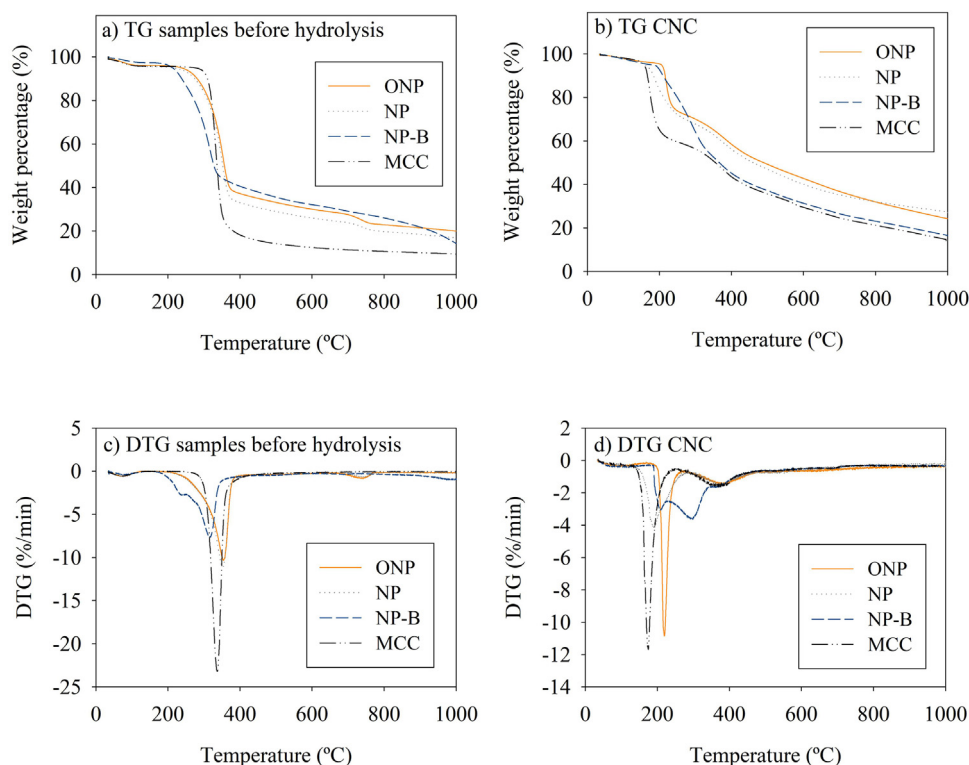 a) TG samples before hydrolysis
Weight percentage (%)
100
80
60
40
20
0
ONP
NP
NP-B
MCC
0 200 400 600 800 1000
Temperature (ºC)
b) TG CNC
Weight percentage (%)
100
80
60
40
20
0
ONP
NP
NP-B
MCC
0 200 400 600 800 1000
Temperature (ºC)
c) DTG samples before hydrolysis
DTG (%/min)
5
0
-5
-10
-15
-20
-25
ONP
NP
NP-B
MCC
0 200 400 600 800 1000
Temperature (ºC)
d) DTG CNC
DTG (%/min)
2
0
-2
-4
-6
-8
-10
-12
-14
ONP
NP
NP-B
MCC
0 200 400 600 800 1000
Temperature (ºC)